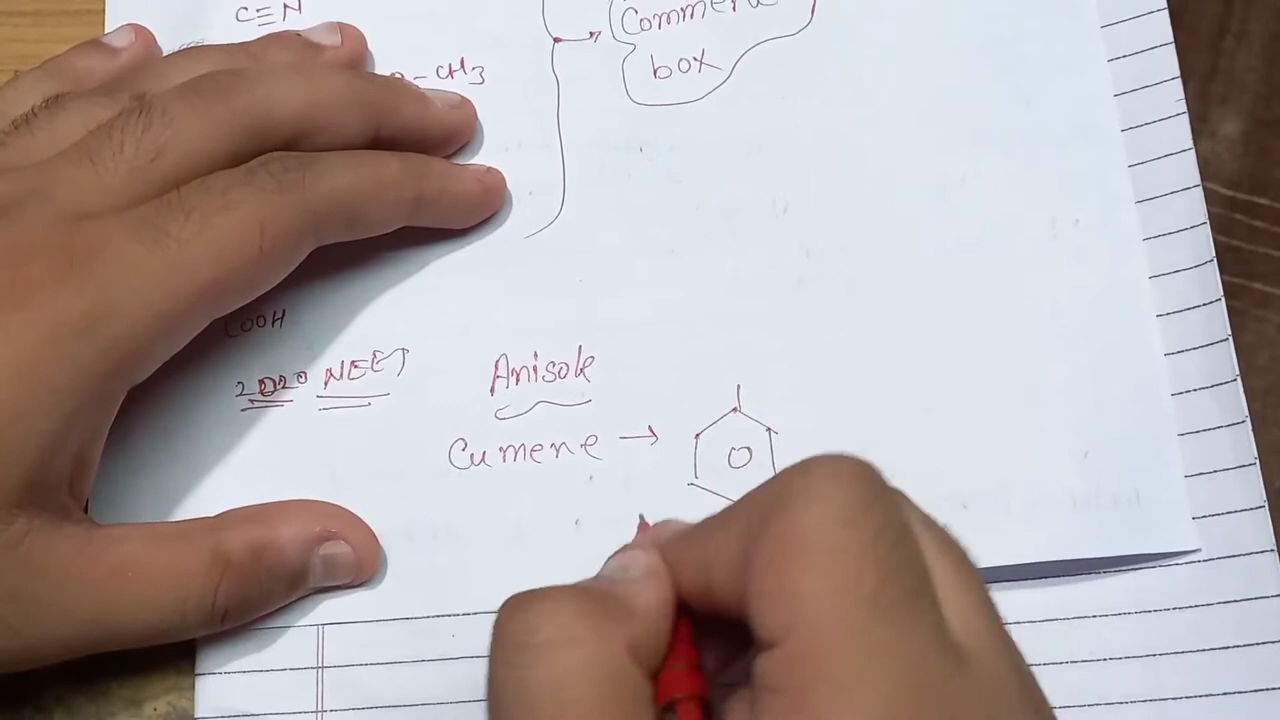 C≡N
Comment
box
O-CH3
COOH
2020 NEET
Anisole
Cumene →